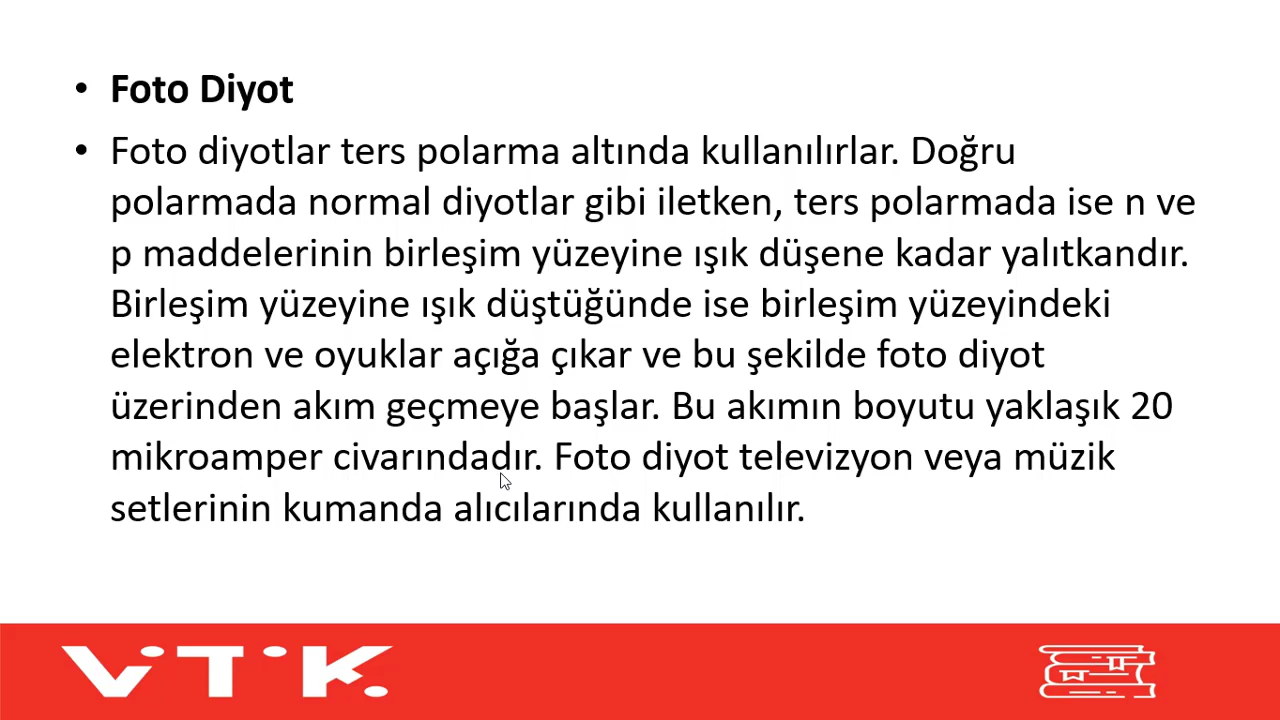 • Foto Diyot
• Foto diyotlar ters polarma altında kullanılırlar. Doğru
polarmada normal diyotlar gibi iletken, ters polarmada ise n ve
p maddelerinin birleşim yüzeyine ışık düşene kadar yalıtkandır.
Birleşim yüzeyine ışık düştüğünde ise birleşim yüzeyindeki
elektron ve oyuklar açığa çıkar ve bu şekilde foto diyot
üzerinden akım geçmeye başlar. Bu akımın boyutu yaklaşık 20
mikroamper civarındadır. Foto diyot televizyon veya müzik
setlerinin kumanda alıcılarında kullanılır.
VTK